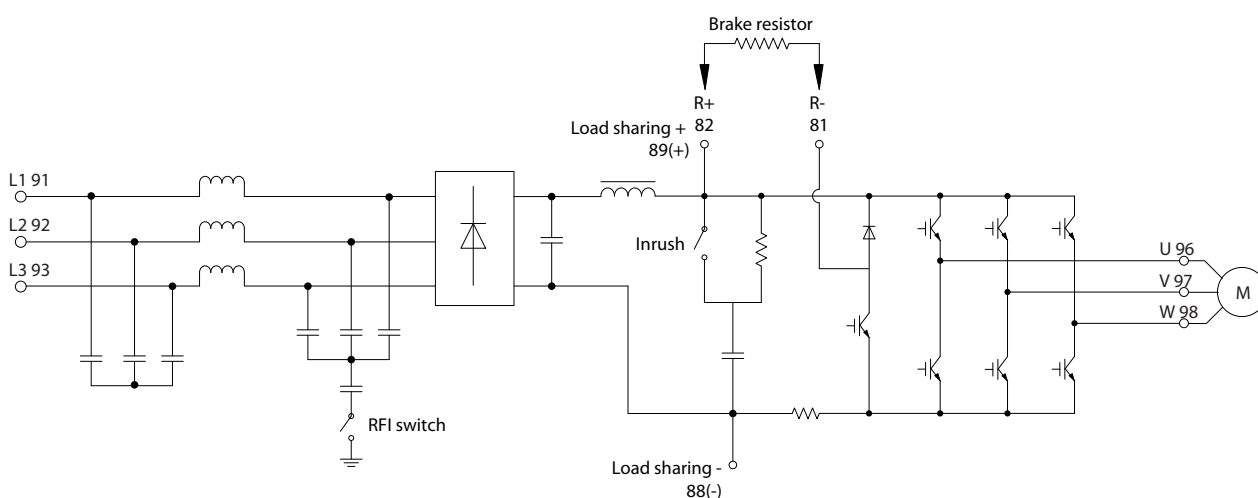 Brake resistor
R+
82
R-
81
Load sharing +
89(+)
L1 91
L2 92
L3 93
Inrush
U 96
V 97
W 98
M
RFI switch
Load sharing -
88(-)